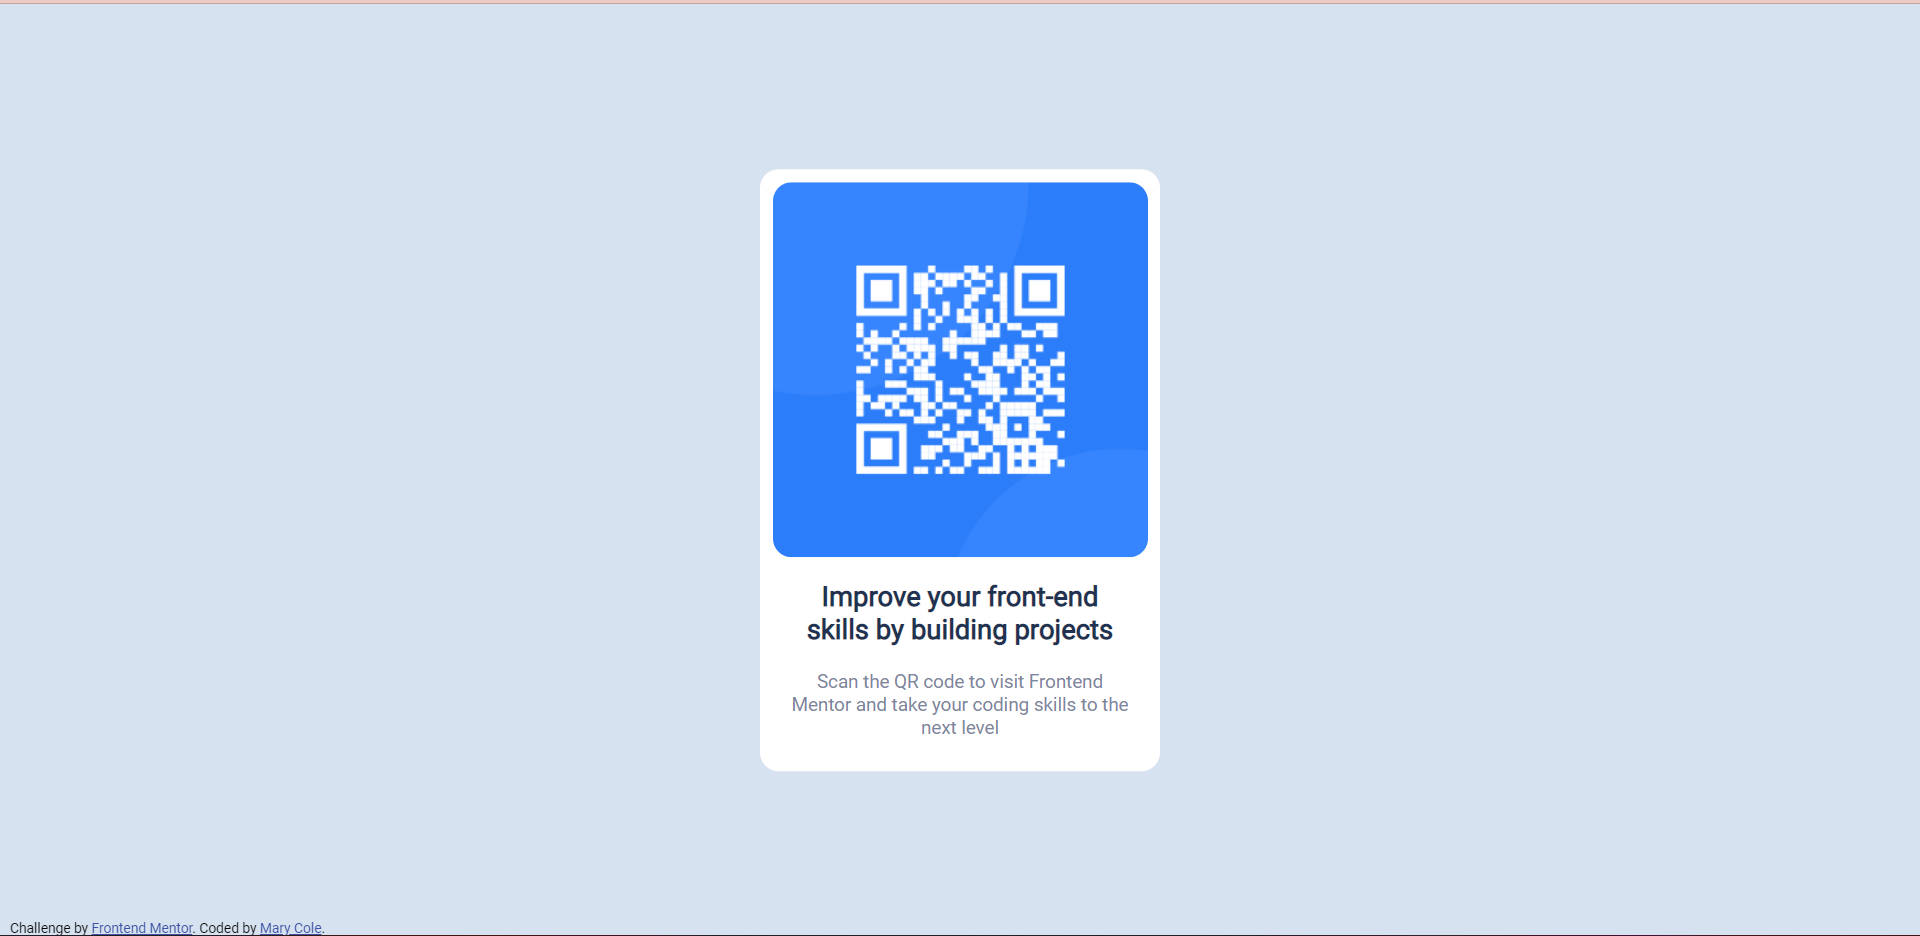 Improve your front-end
skills by building projects
Scan the QR code to visit Frontend
Mentor and take your coding skills to the
next level
Challenge by Frontend Mentor. Coded by Mary Cole.